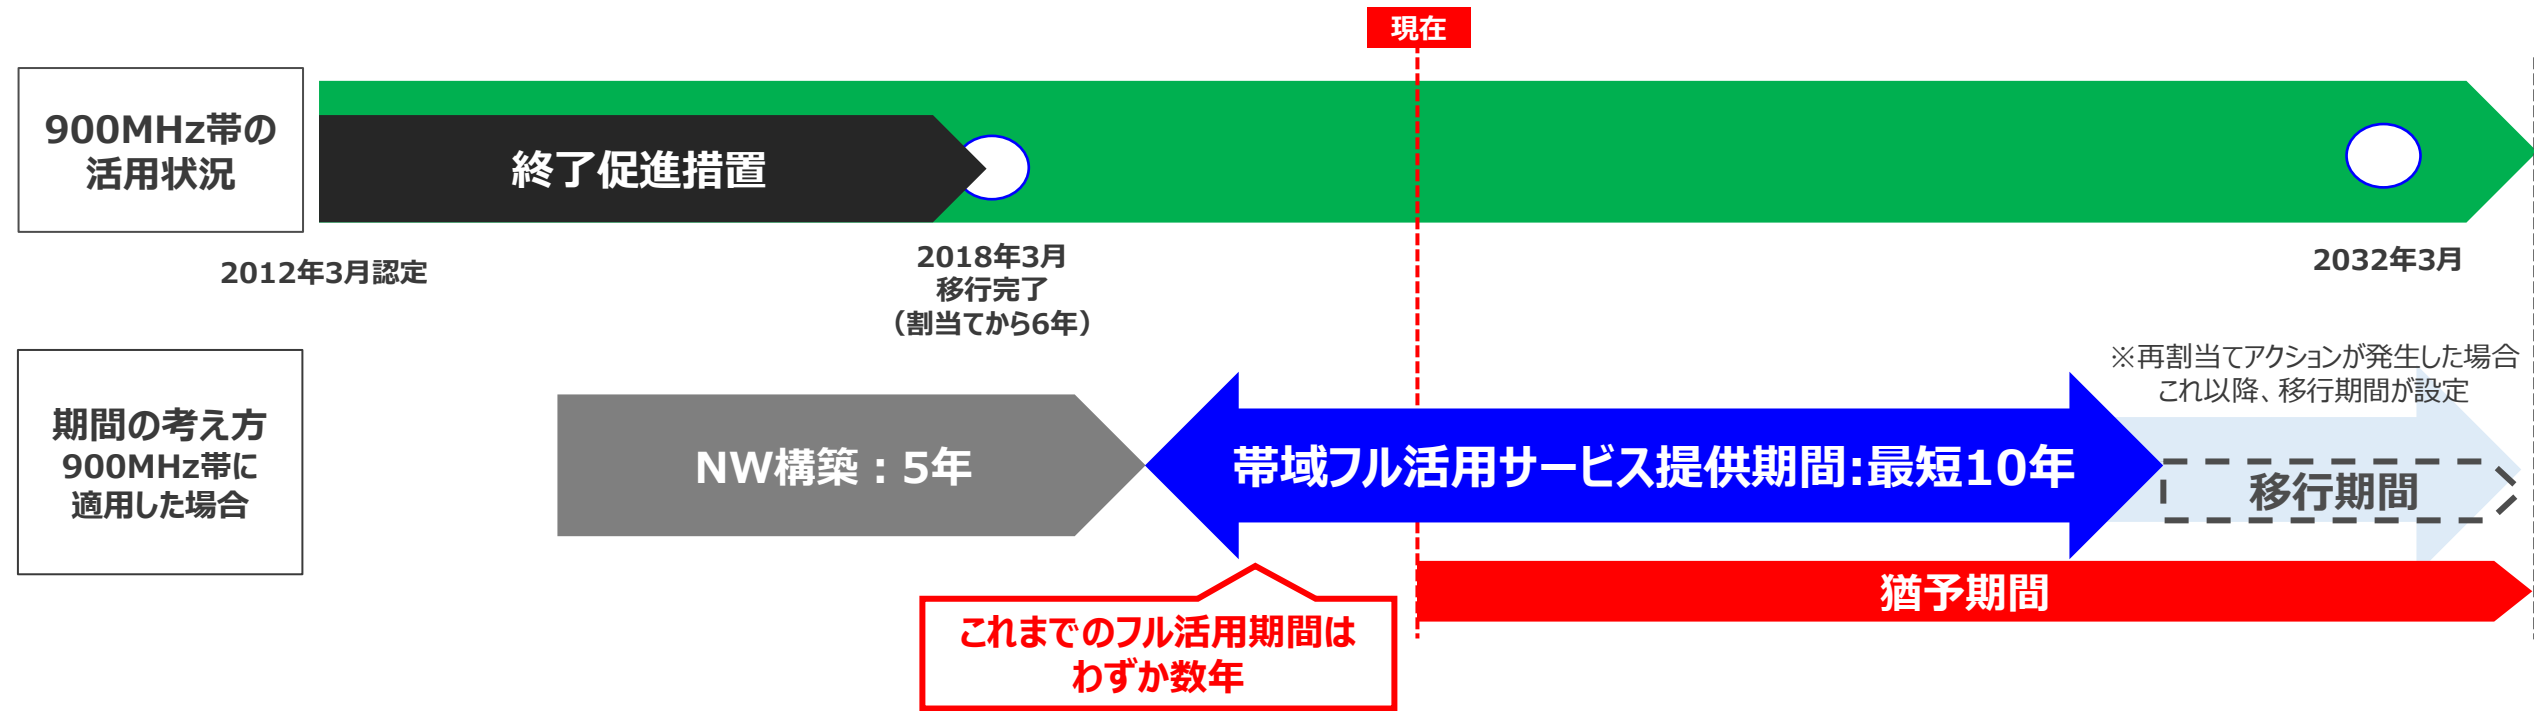 現在
900MHz帯の
活用状況
終了促進措置
2012年3月認定
2018年3月
移行完了
（割当てから6年）
2032年3月
期間の考え方
900MHz帯に
適用した場合
NW構築：5年
帯域フル活用サービス提供期間:最短10年
※再割当てアクションが発生した場合
これ以降、移行期間が設定
移行期間
猶予期間
これまでのフル活用期間は
わずか数年